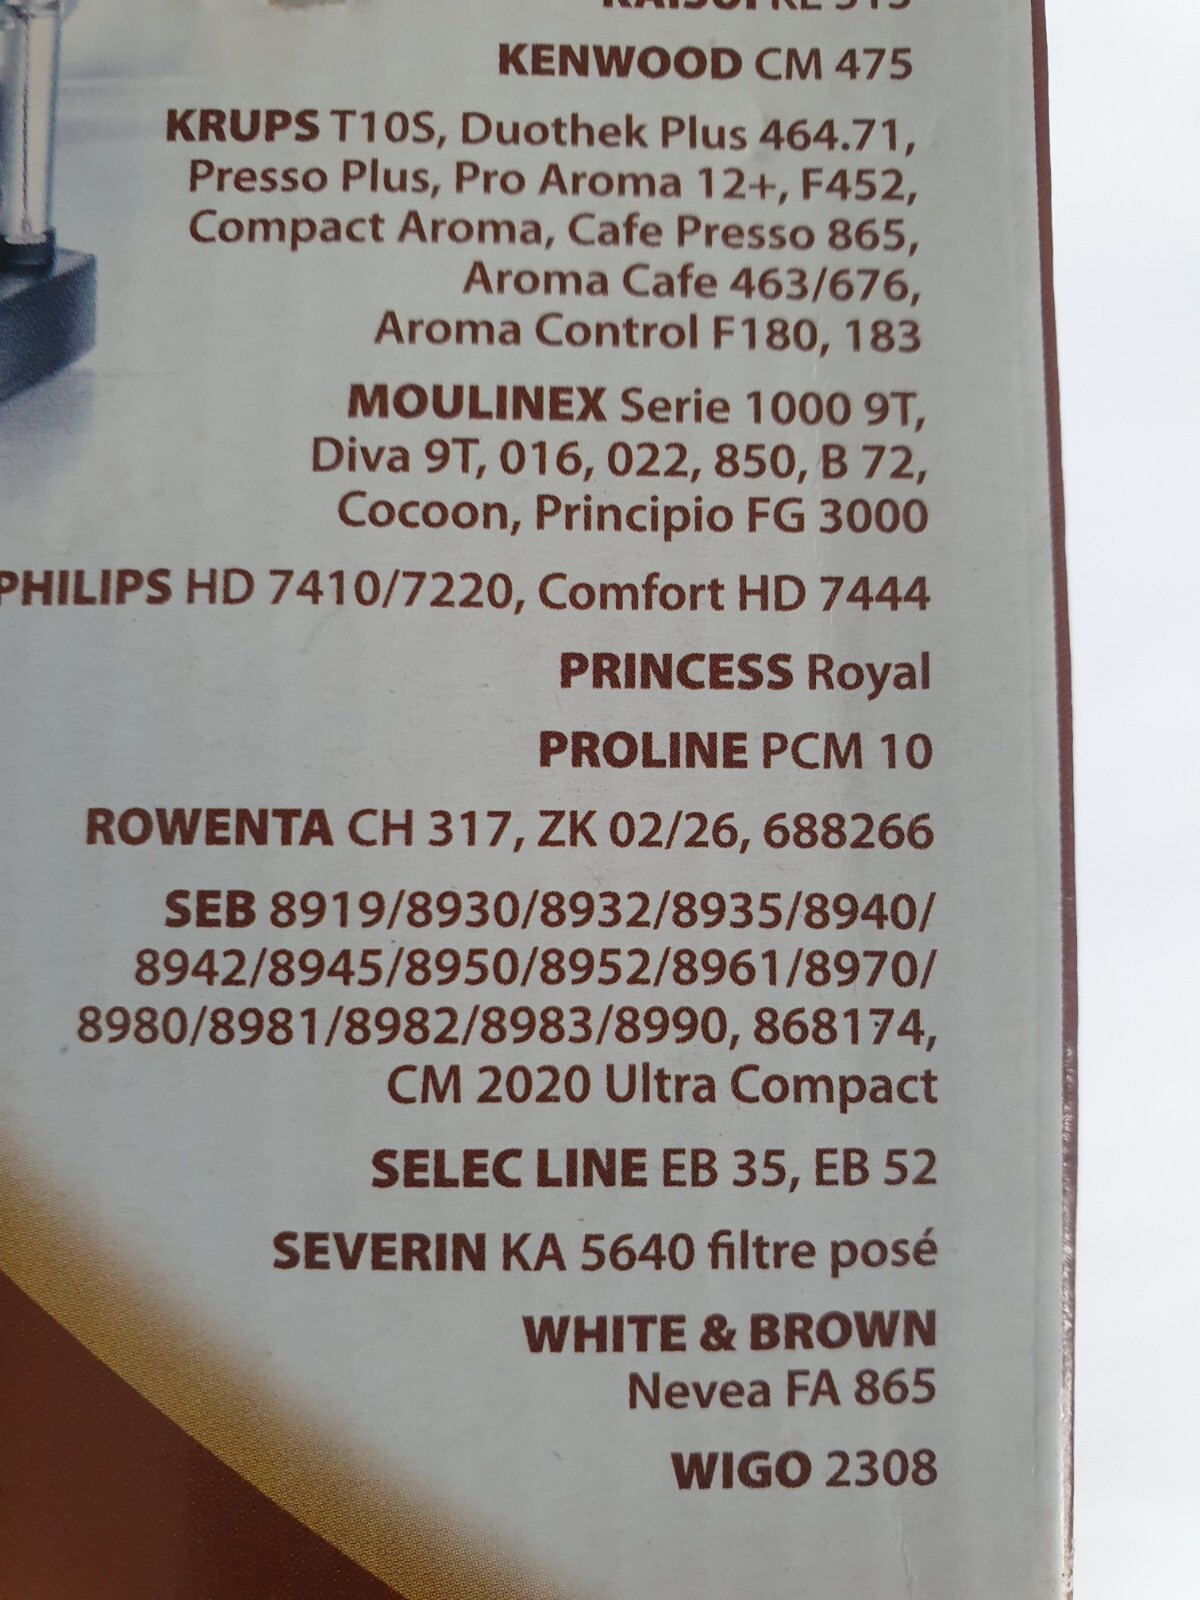 KENWOOD CM 475
KRUPS T10S, Duothek Plus 464.71,
Presso Plus, Pro Aroma 12+, F452,
Compact Aroma, Cafe Presso 865,
Aroma Cafe 463/676,
Aroma Control F180, 183
MOULINEX Serie 1000 9T,
Diva 9T, 016, 022, 850, B 72,
Cocoon, Principio FG 3000
PHILIPS HD 7410/7220, Comfort HD 7444
PRINCESS Royal
PROLINE PCM 10
ROWENTA CH 317, ZK 02/26, 688266
SEB 8919/8930/8932/8935/8940/
8942/8945/8950/8952/8961/8970/
8980/8981/8982/8983/8990, 868174,
CM 2020 Ultra Compact
SELEC LINE EB 35, EB 52
SEVERIN KA 5640 filtre posé
WHITE & BROWN
Nevea FA 865
WIGO 2308